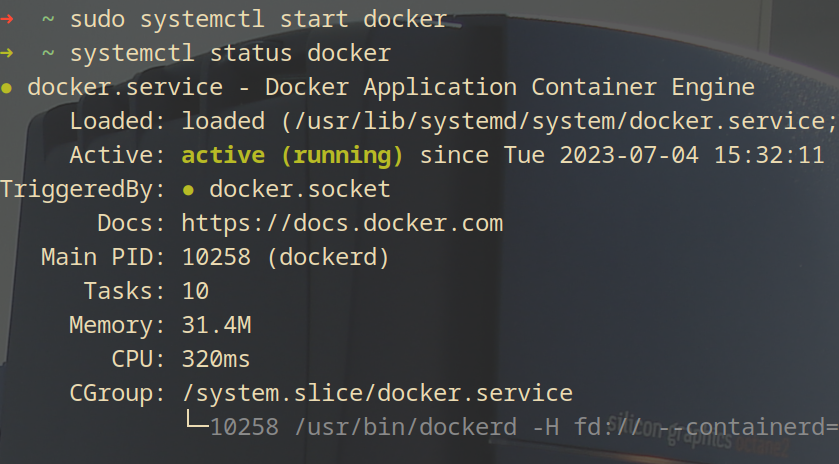 → ~ sudo systemctl start docker
→ ~ systemctl status docker
● docker.service - Docker Application Container Engine
Loaded: loaded (/usr/lib/systemd/system/docker.service;
Active: active (running) since Tue 2023-07-04 15:32:11
TriggeredBy: ● docker.socket
Docs: https://docs.docker.com
Main PID: 10258 (dockerd)
Tasks: 10
Memory: 31.4M
CPU: 320ms
CGroup: /system.slice/docker.service
└─10258 /usr/bin/dockerd -H fd:// --containerd=
silicon graphics octane2